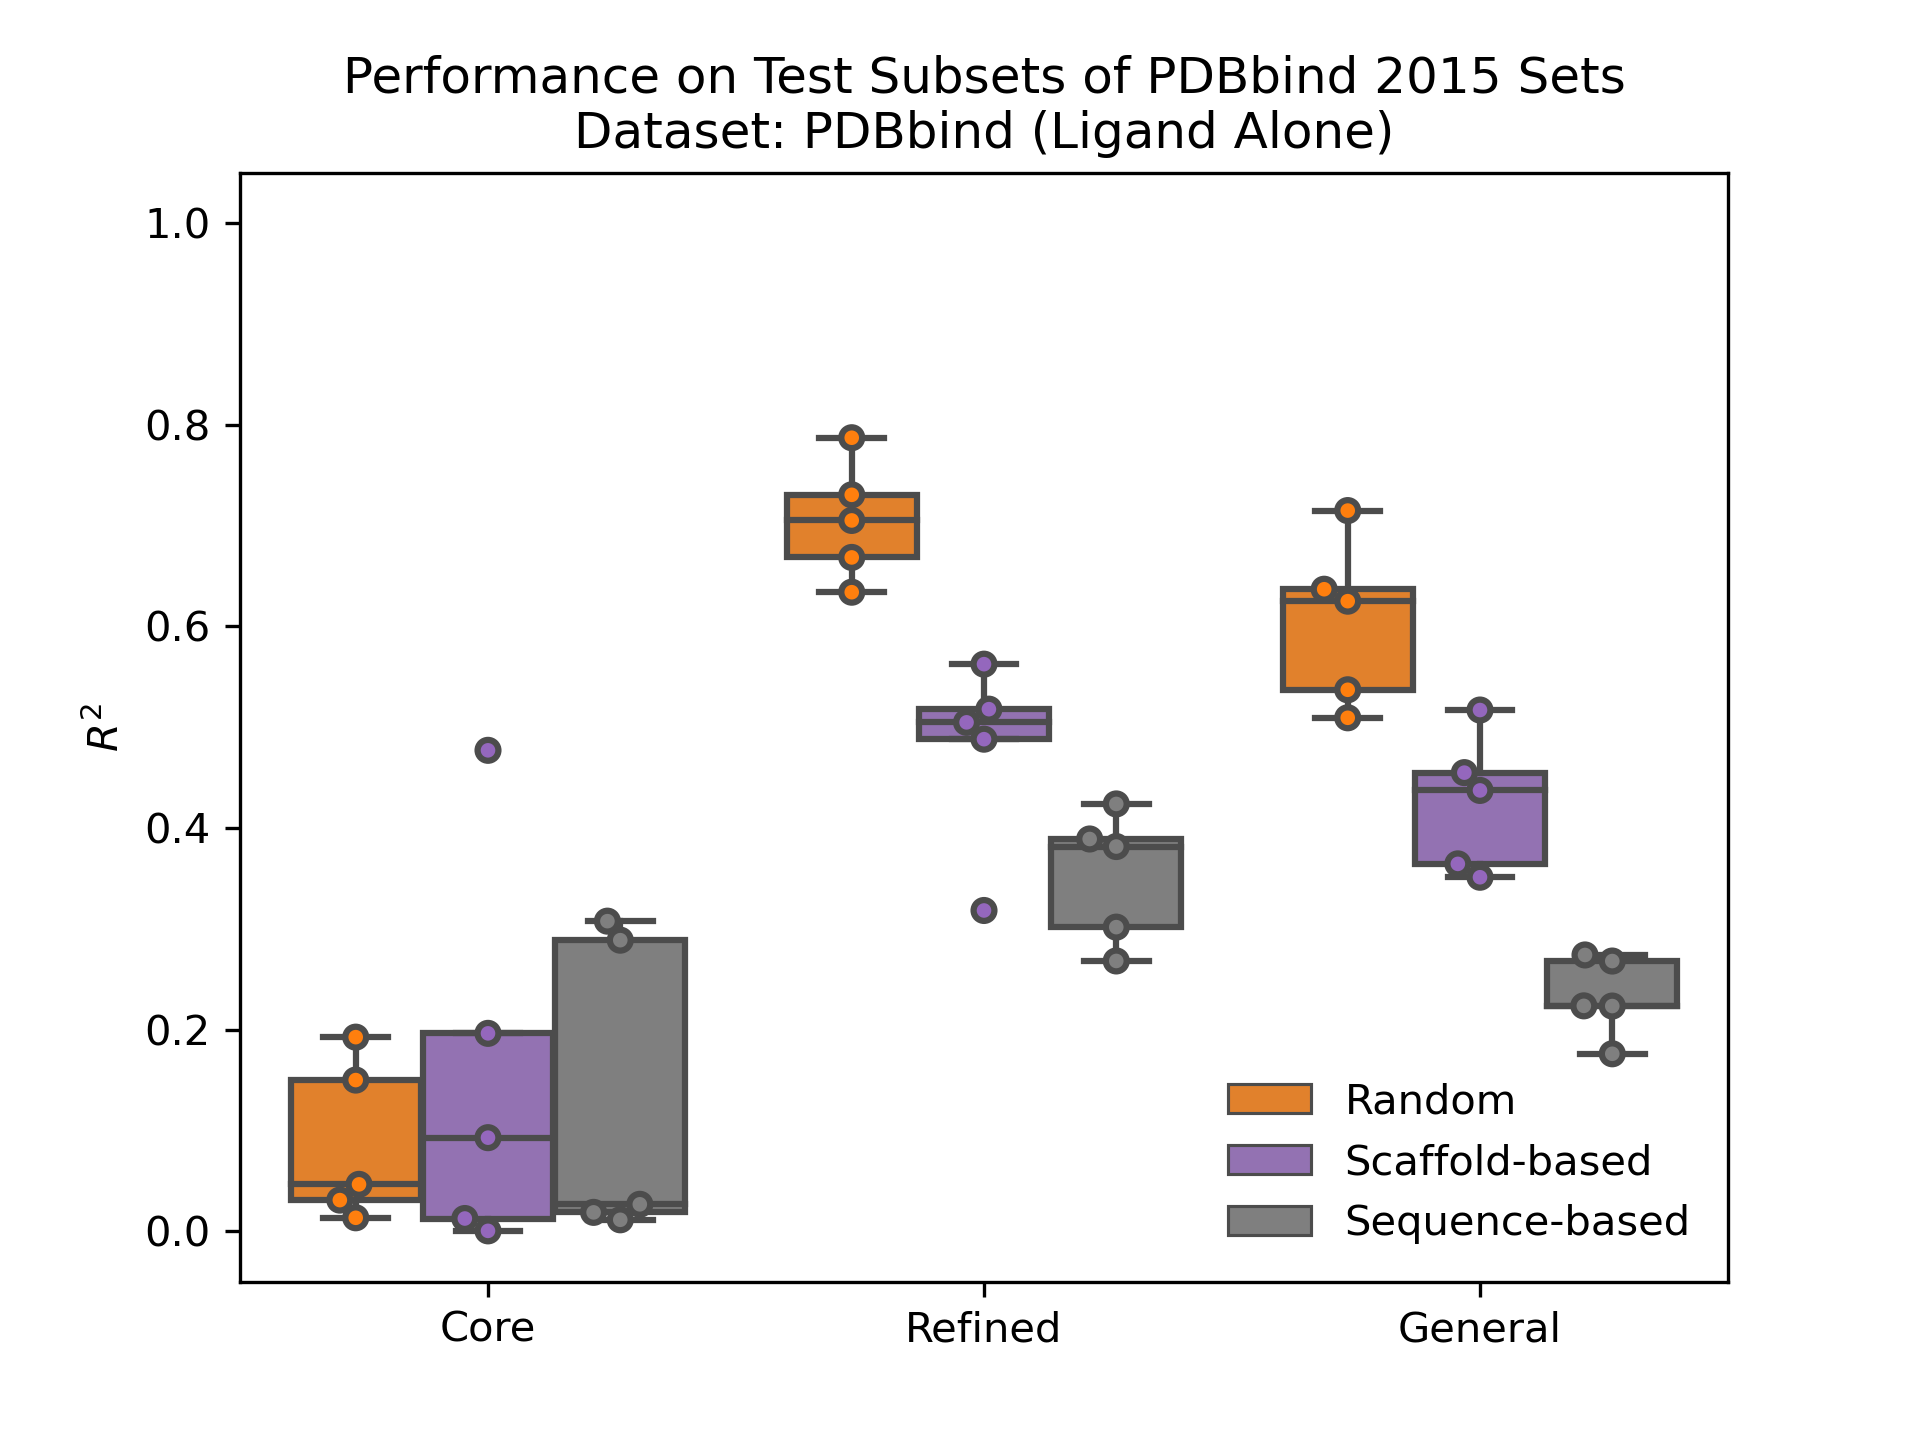 Performance on Test Subsets of PDBbind 2015 Sets
Dataset: PDBbind (Ligand Alone)
1.0
0.8
0.6
0.4
0.2
0.0
R²
Random
Scaffold-based
Sequence-based
Core Refined General